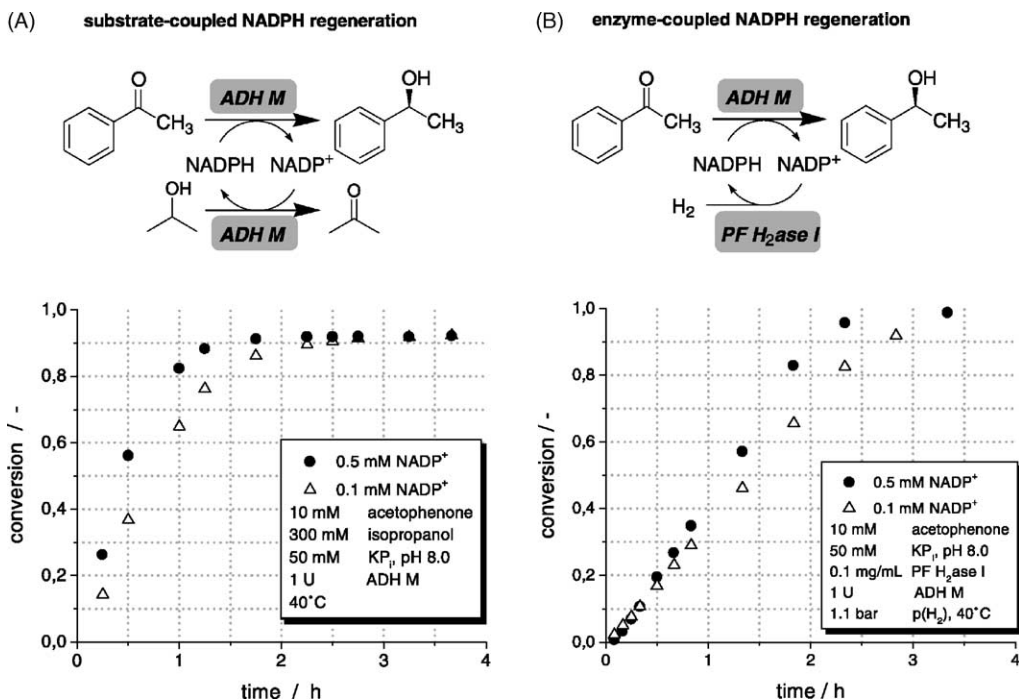 (A) substrate-coupled NADPH regeneration
O
CH3
ADH M
OH
CH3
NADPH NADP+
OH
O
ADH M
1,0
0,8
0,6
0,4
0,2
0,0
conversion / -
0 1 2 3 4
time / h
● 0.5 mM NADP+
△ 0.1 mM NADP+
10 mM acetophenone
300 mM isopropanol
50 mM KPi, pH 8.0
1 U ADH M
40°C
(B) enzyme-coupled NADPH regeneration
O
CH3
ADH M
OH
CH3
NADPH NADP+
H2
PF H2ase I
1,0
0,8
0,6
0,4
0,2
0,0
conversion / -
0 1 2 3 4
time / h
● 0.5 mM NADP+
△ 0.1 mM NADP+
10 mM acetophenone
50 mM KPi, pH 8.0
0.1 mg/mL PF H2ase I
1 U ADH M
1.1 bar p(H2), 40°C